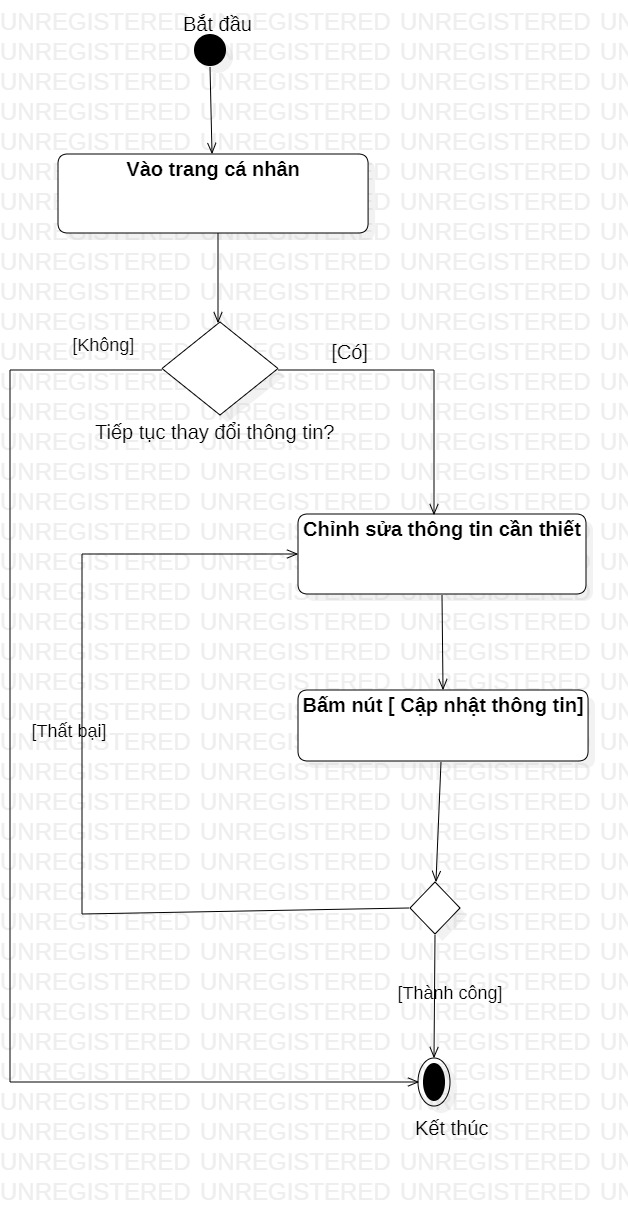 Bắt đầu
Vào trang cá nhân
[Không]
[Có]
Tiếp tục thay đổi thông tin?
Chỉnh sửa thông tin cần thiết
Bấm nút [ Cập nhật thông tin]
[Thất bại]
[Thành công]
Kết thúc
UNREGISTERED